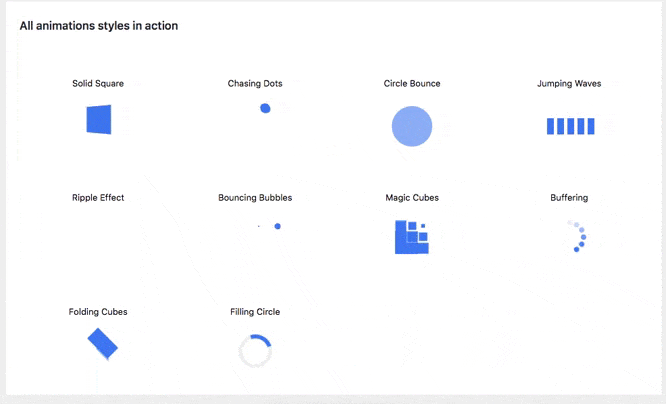 All animations styles in action
Solid Square
Chasing Dots
Circle Bounce
Jumping Waves
Ripple Effect
Bouncing Bubbles
Magic Cubes
Buffering
Folding Cubes
Filling Circle